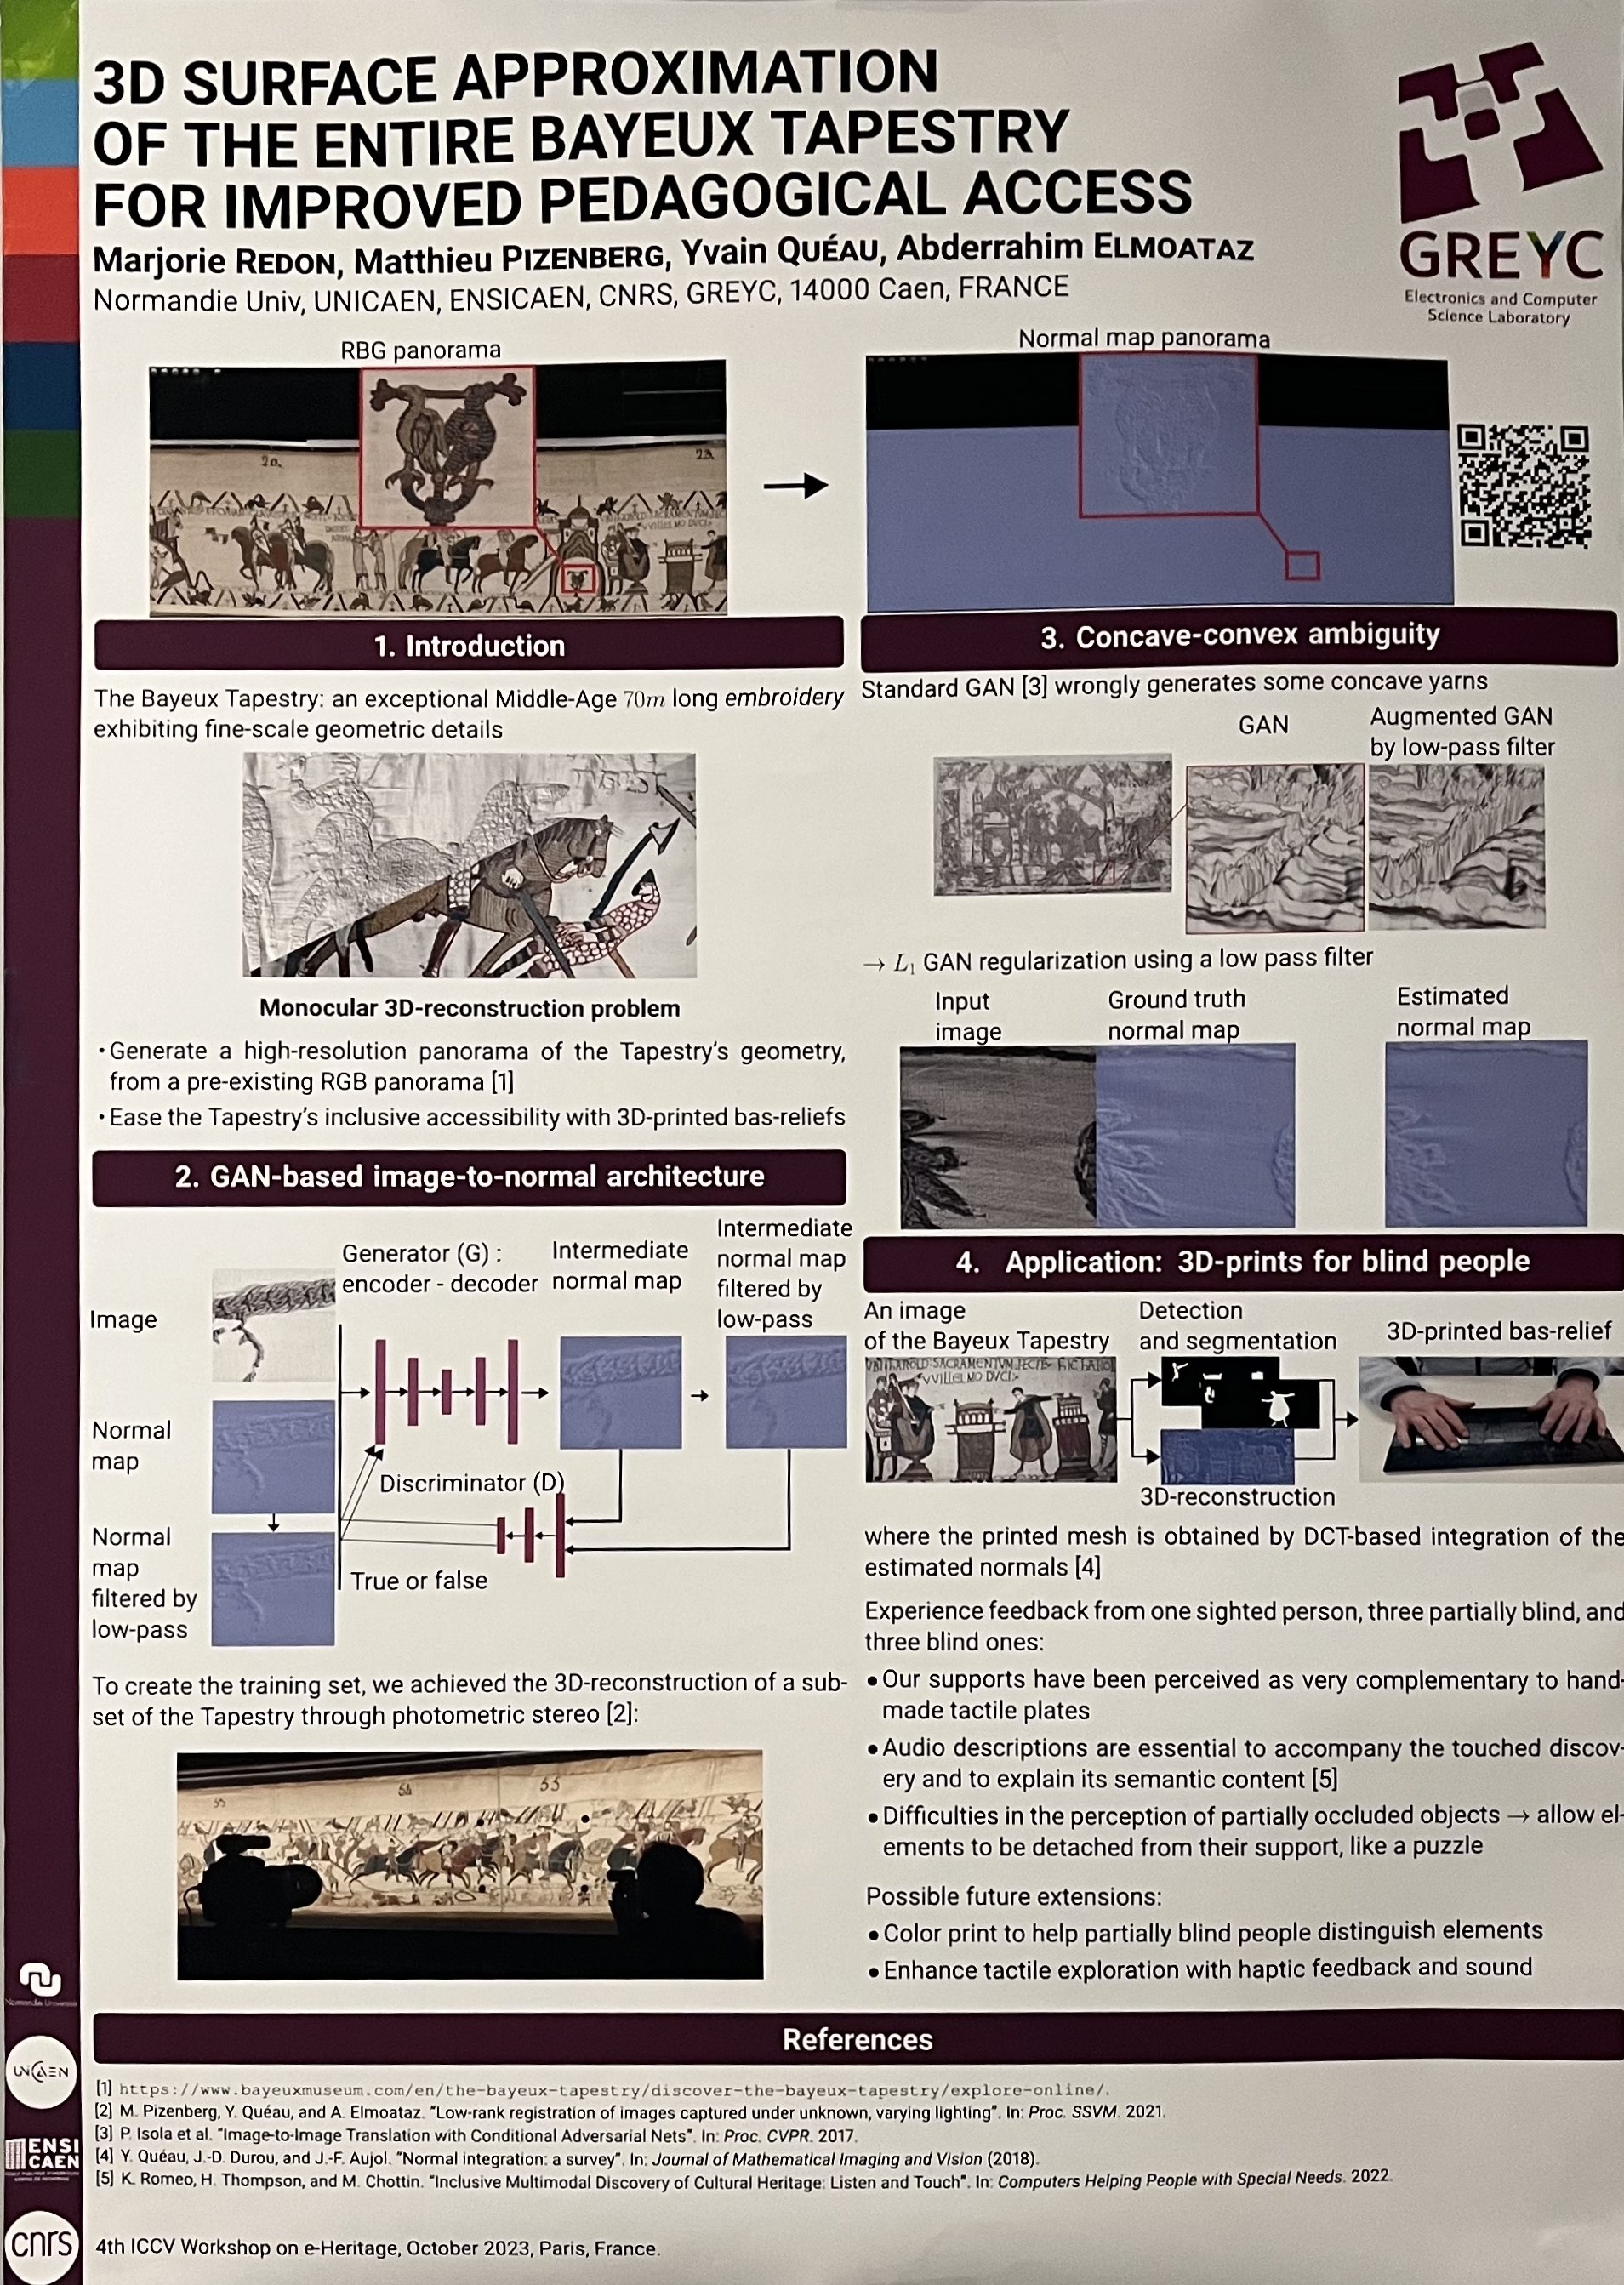 3D SURFACE APPROXIMATION
OF THE ENTIRE BAYEUX TAPESTRY
FOR IMPROVED PEDAGOGICAL ACCESS
Marjorie REDON, Matthieu PIZENBERG, Yvain QUÉAU, Abderrahim ELMOATAZ
Normandie Univ, UNICAEN, ENSICAEN, CNRS, GREYC, 14000 Caen, FRANCE
GREYC
Electronics and Computer
Science Laboratory
RBG panorama
20.
23
Normal map panorama
1. Introduction
The Bayeux Tapestry: an exceptional Middle-Age 70m long embroidery
exhibiting fine-scale geometric details
Monocular 3D-reconstruction problem
• Generate a high-resolution panorama of the Tapestry's geometry,
from a pre-existing RGB panorama [1]
• Ease the Tapestry's inclusive accessibility with 3D-printed bas-reliefs
2. GAN-based image-to-normal architecture
Image
Generator (G) :
encoder - decoder
Intermediate
normal map
Intermediate
normal map
filtered by
low-pass
Normal
map
Discriminator (D)
Normal
map
filtered by
low-pass
True or false
To create the training set, we achieved the 3D-reconstruction of a sub-
set of the Tapestry through photometric stereo [2]:
3. Concave-convex ambiguity
Standard GAN [3] wrongly generates some concave yarns
GAN
Augmented GAN
by low-pass filter
→ L1 GAN regularization using a low pass filter
Input
image
Ground truth
normal map
Estimated
normal map
4. Application: 3D-prints for blind people
An image
of the Bayeux Tapestry
Detection
and segmentation
3D-printed bas-relief
3D-reconstruction
where the printed mesh is obtained by DCT-based integration of the
estimated normals [4]
Experience feedback from one sighted person, three partially blind, and
three blind ones:
• Our supports have been perceived as very complementary to hand-
made tactile plates
• Audio descriptions are essential to accompany the touched discov-
ery and to explain its semantic content [5]
• Difficulties in the perception of partially occluded objects → allow el-
ements to be detached from their support, like a puzzle
Possible future extensions:
• Color print to help partially blind people distinguish elements
• Enhance tactile exploration with haptic feedback and sound
References
[1] https://www.bayeuxmuseum.com/en/the-bayeux-tapestry/discover-the-bayeux-tapestry/explore-online/.
[2] M. Pizenberg, Y. Quéau, and A. Elmoataz. “Low-rank registration of images captured under unknown, varying lighting”. In: Proc. SSVM. 2021.
[3] P. Isola et al. “Image-to-Image Translation with Conditional Adversarial Nets”. In: Proc. CVPR. 2017.
[4] Y. Quéau, J.-D. Durou, and J.-F. Aujol. “Normal integration: a survey”. In: Journal of Mathematical Imaging and Vision (2018).
[5] K. Romeo, H. Thompson, and M. Chottin. “Inclusive Multimodal Discovery of Cultural Heritage: Listen and Touch”. In: Computers Helping People with Special Needs. 2022.
4th ICCV Workshop on e-Heritage, October 2023, Paris, France.
Normandie Université
UNICAEN
ENSI
CAEN
cnrs